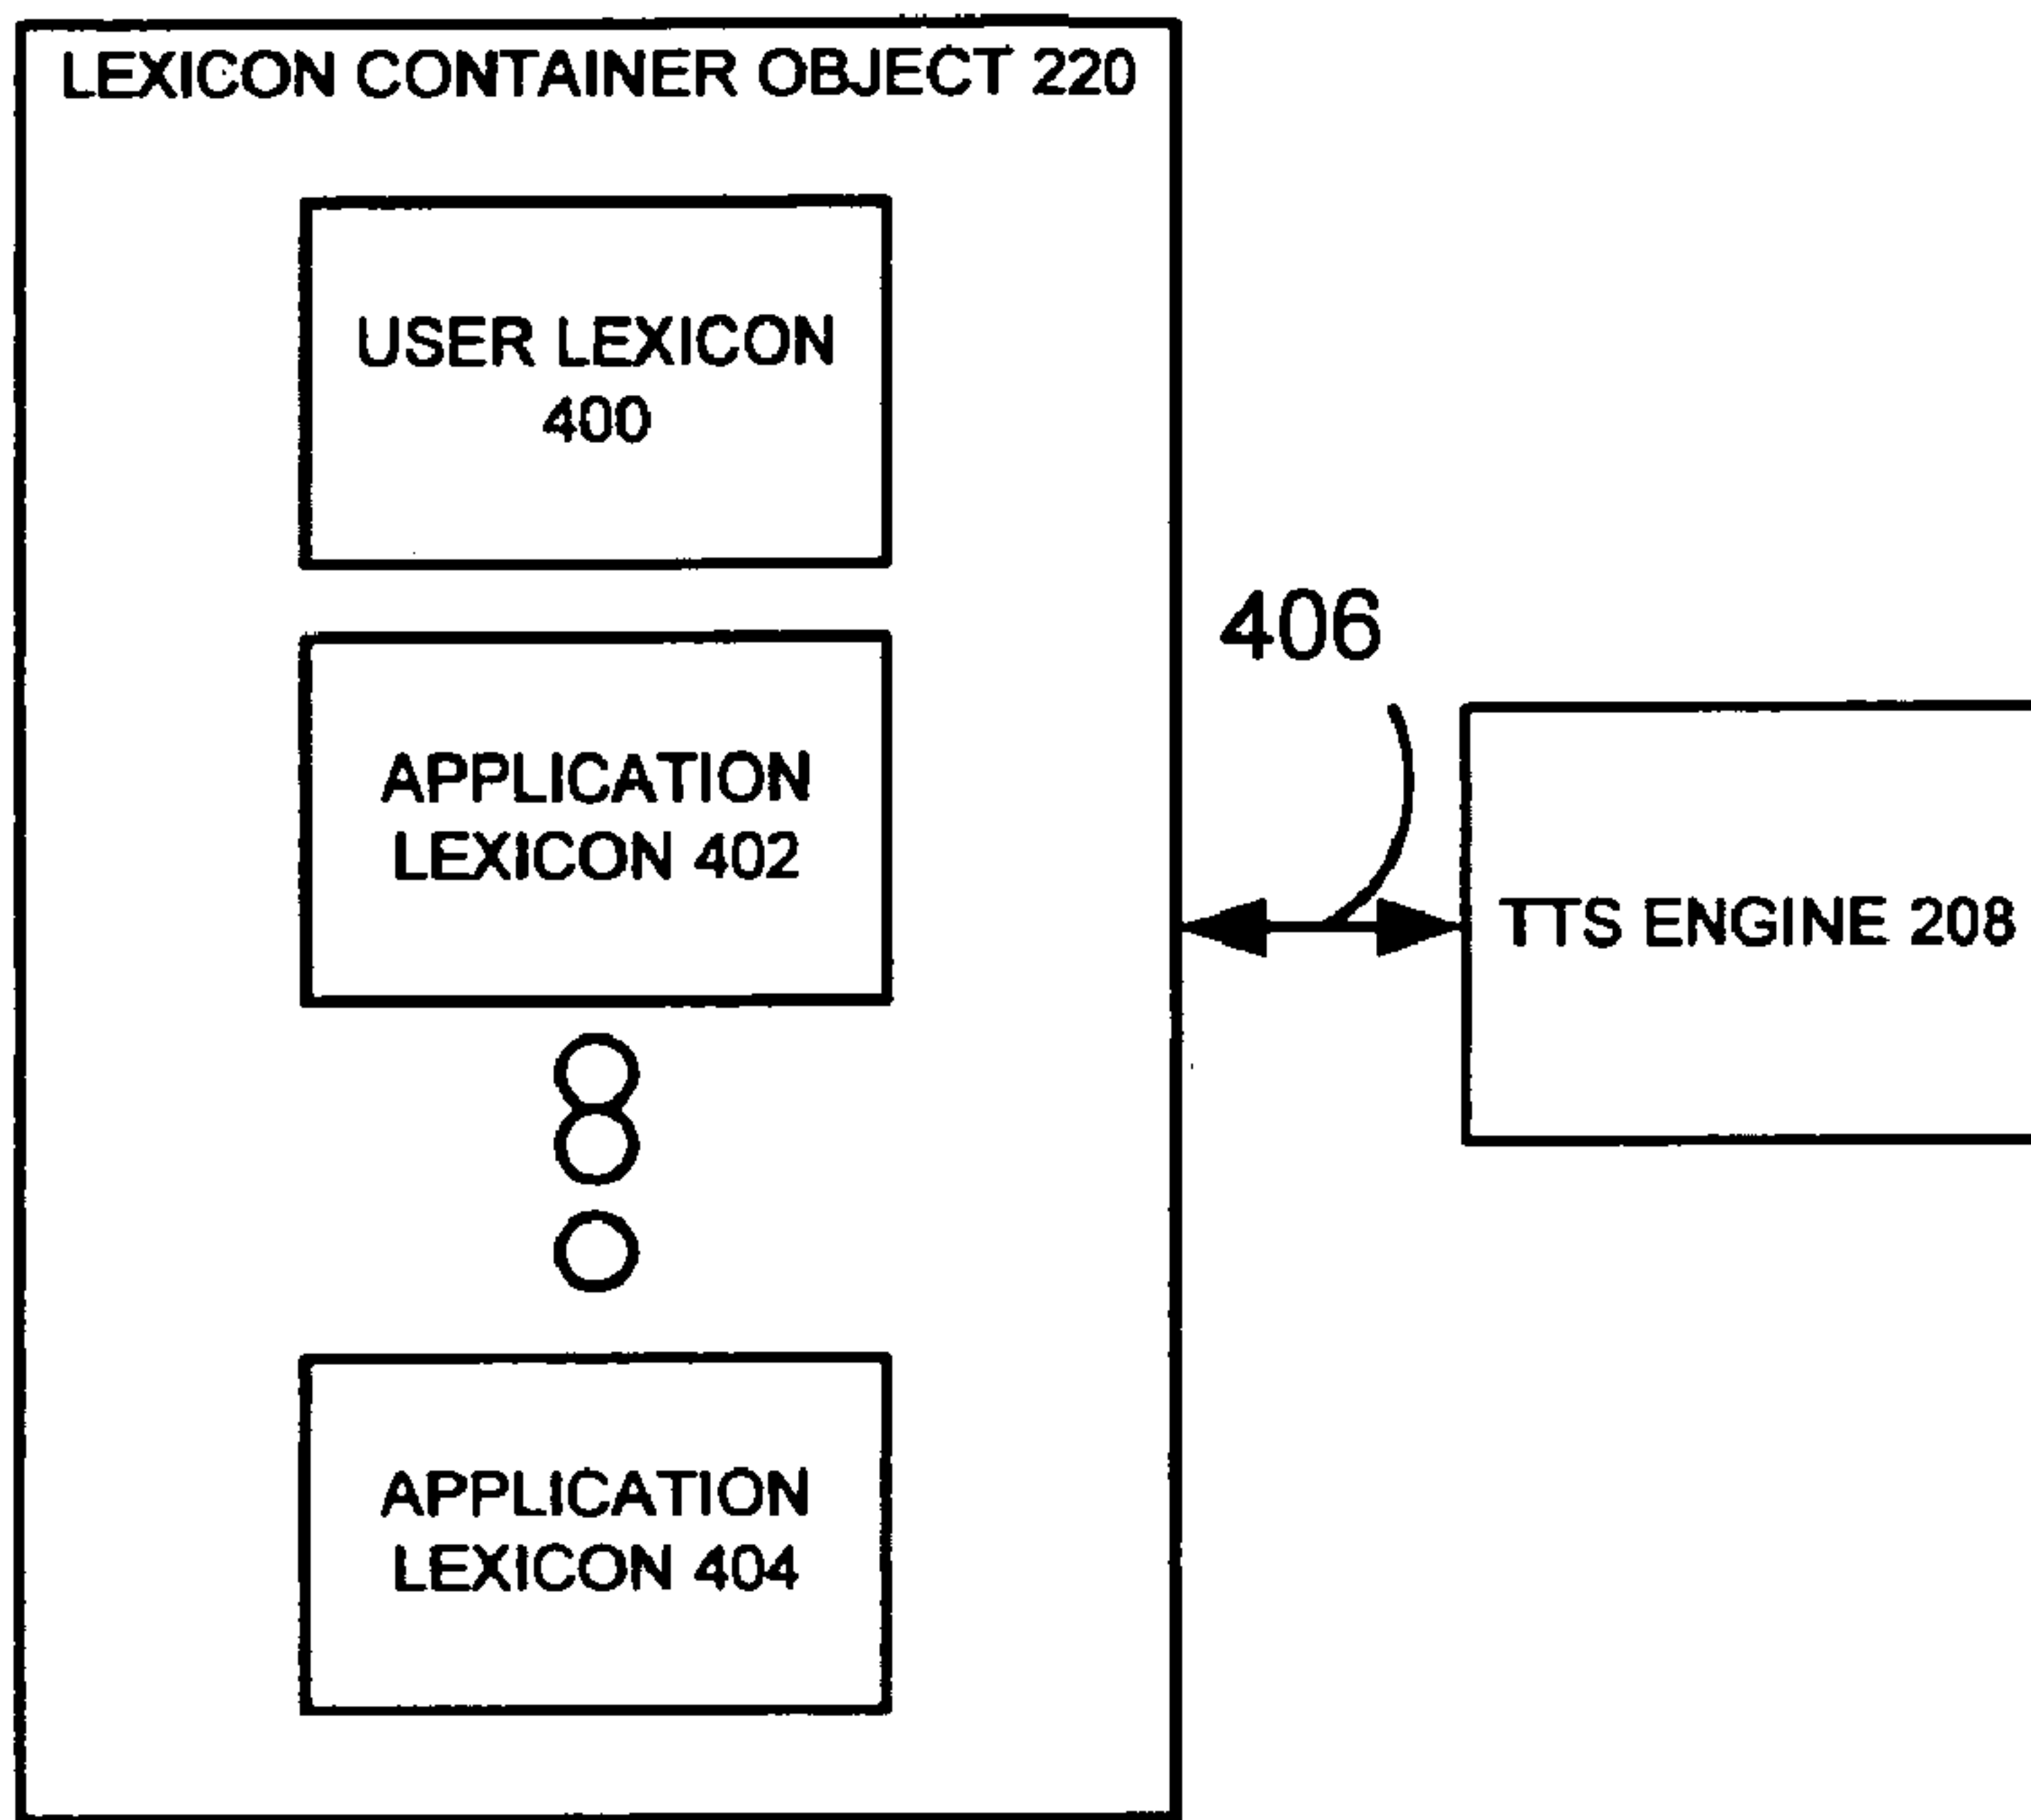 LEXICON CONTAINER OBJECT 220
USER LEXICON
400
APPLICATION
LEXICON 402
406
TTS ENGINE 208
APPLICATION
LEXICON 404